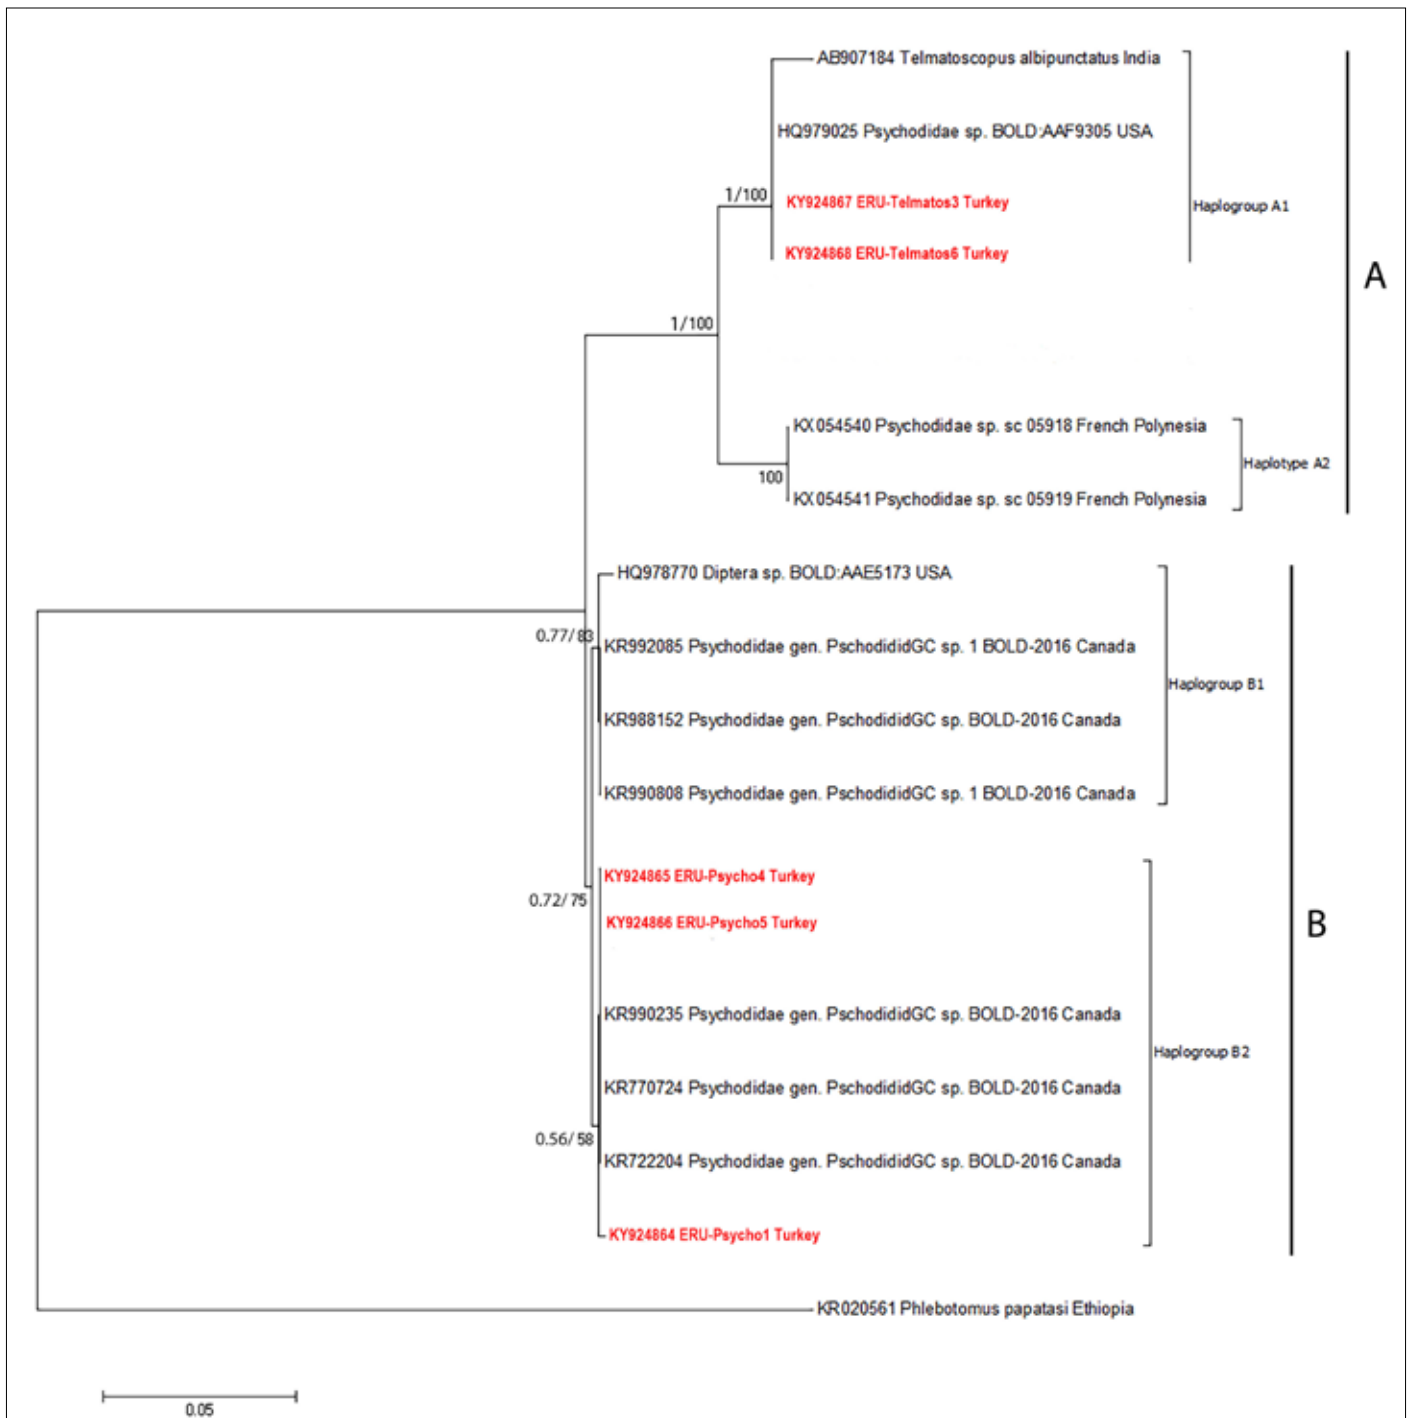 AB907184 Telmatoscopus albipunctatus India
HQ979025 Psychodidae sp. BOLD:AAF9305 USA
1/100
KY924867 ERU-Telmatos3 Turkey
Haplogroup A1
KY924868 ERU-Telmatos6 Turkey
A
1/100
KX054540 Psychodidae sp. sc 05918 French Polynesia
Haplotype A2
100
KX054541 Psychodidae sp. sc 05919 French Polynesia
HQ978770 Diptera sp. BOLD:AAE5173 USA
0.77/83
KR992085 Psychodidae gen. PschodididGC sp. 1 BOLD-2016 Canada
Haplogroup B1
KR988152 Psychodidae gen. PschodididGC sp. BOLD-2016 Canada
KR990808 Psychodidae gen. PschodididGC sp. 1 BOLD-2016 Canada
KY924865 ERU-Psycho4 Turkey
0.72/75
KY924866 ERU-Psycho5 Turkey
B
KR990235 Psychodidae gen. PschodididGC sp. BOLD-2016 Canada
Haplogroup B2
KR770724 Psychodidae gen. PschodididGC sp. BOLD-2016 Canada
0.56/58
KR722204 Psychodidae gen. PschodididGC sp. BOLD-2016 Canada
KY924864 ERU-Psycho1 Turkey
KR020561 Phlebotomus papatasi Ethiopia
0.05